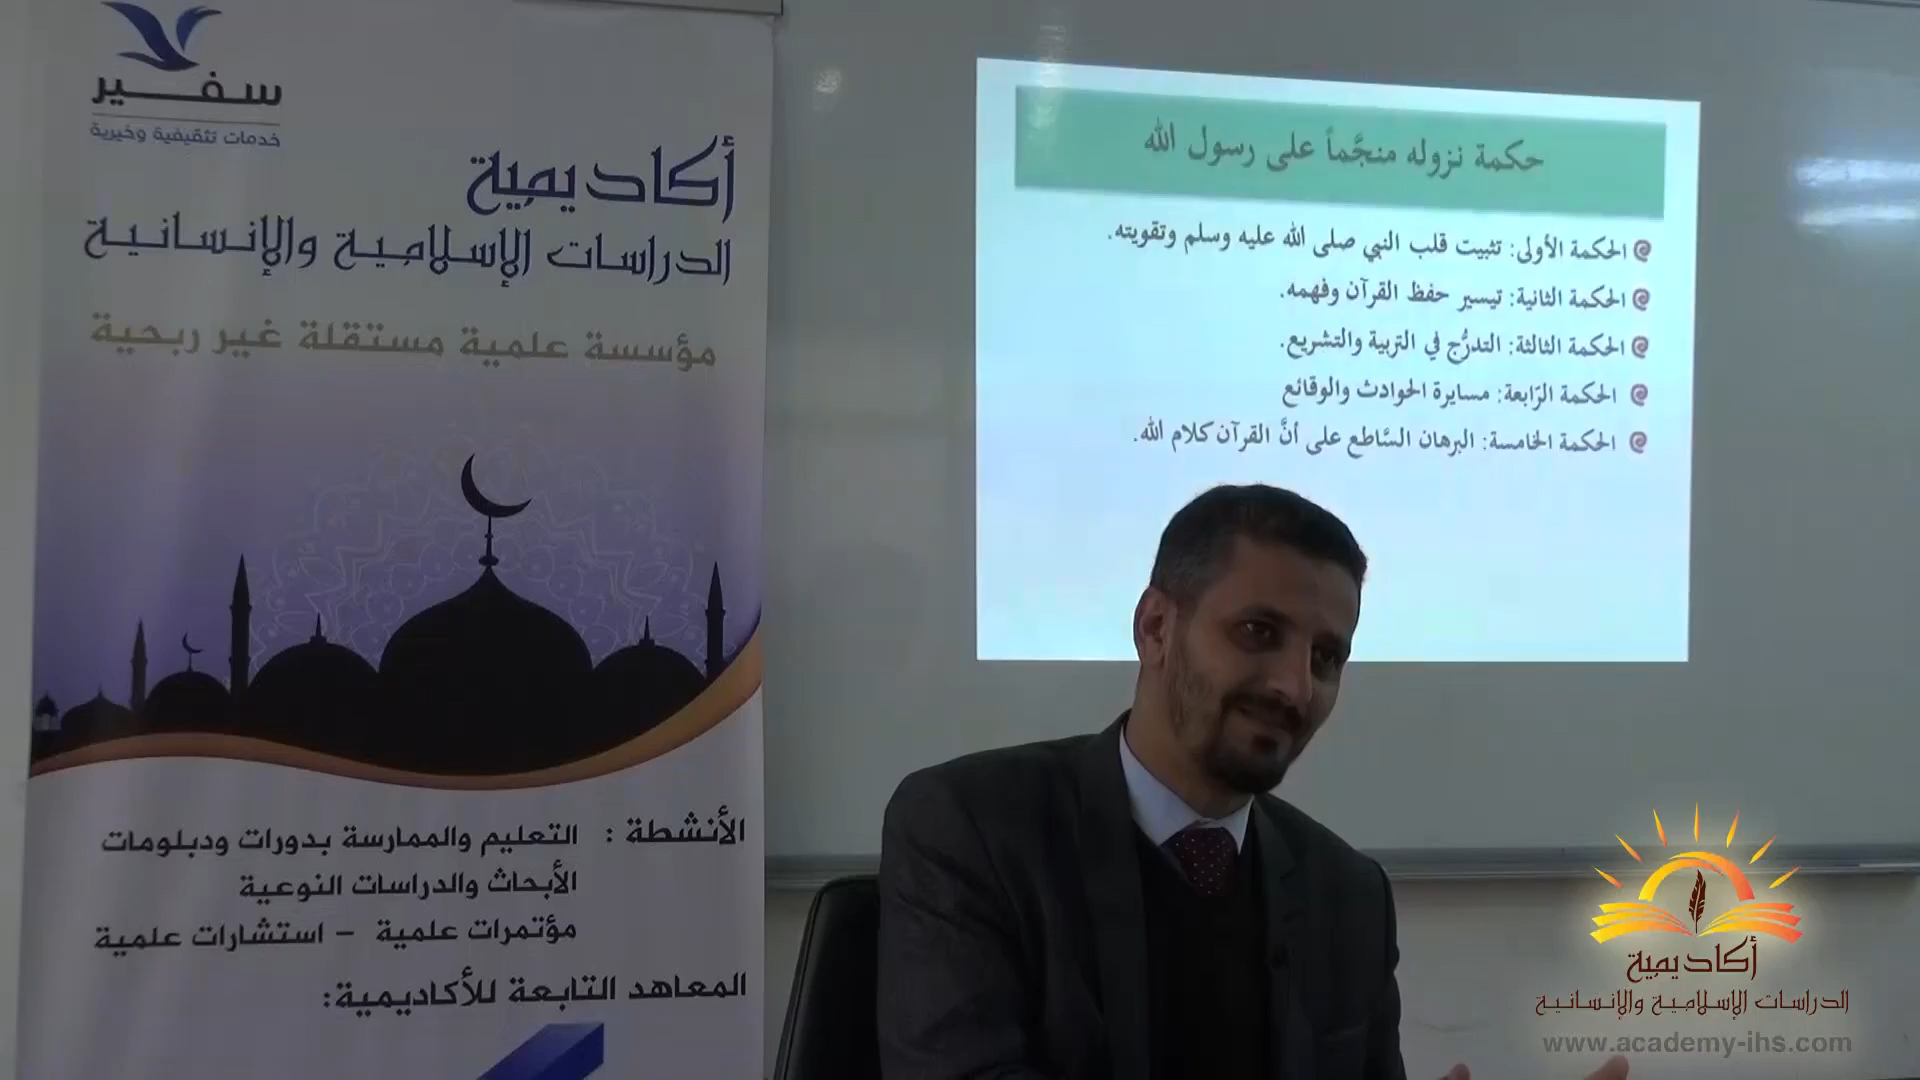 سفير
خدمات تثقيفية وخيرية
أكاديمية
الدراسات الإسلامية والإنسانية
مؤسسة علمية مستقلة غير ربحية
الأنشطة : التعليم والممارسة بدورات ودبلومات
الأبحاث والدراسات النوعية
مؤتمرات علمية – استشارات علمية
المعاهد التابعة للأكاديمية:
حكمة نزوله منجَّماً على رسول الله
الحكمة الأولى: تثبيت قلب النبي صلى الله عليه وسلم وتقويته.
الحكمة الثانية: تيسير حفظ القرآن وفهمه.
الحكمة الثالثة: التدرُّج في التربية والتشريع.
الحكمة الرّابعة: مسايرة الحوادث والوقائع
الحكمة الخامسة: البرهان السَّاطع على أنَّ القرآن كلام الله.
أكاديمية
الدراسات الإسلامية والإنسانية
www.academy-ihs.com